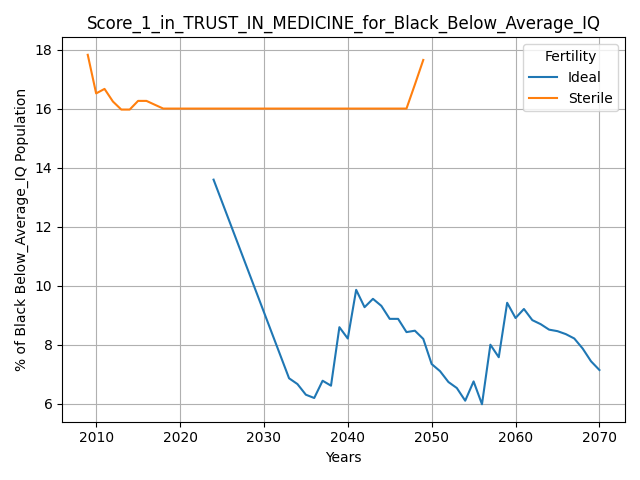 Score_1_in_TRUST_IN_MEDICINE_for_Black_Below_Average_IQ
% of Black Below_Average_IQ Population
18
16
14
12
10
8
6
Fertility
Ideal
Sterile
2010 2020 2030 2040 2050 2060 2070
Years